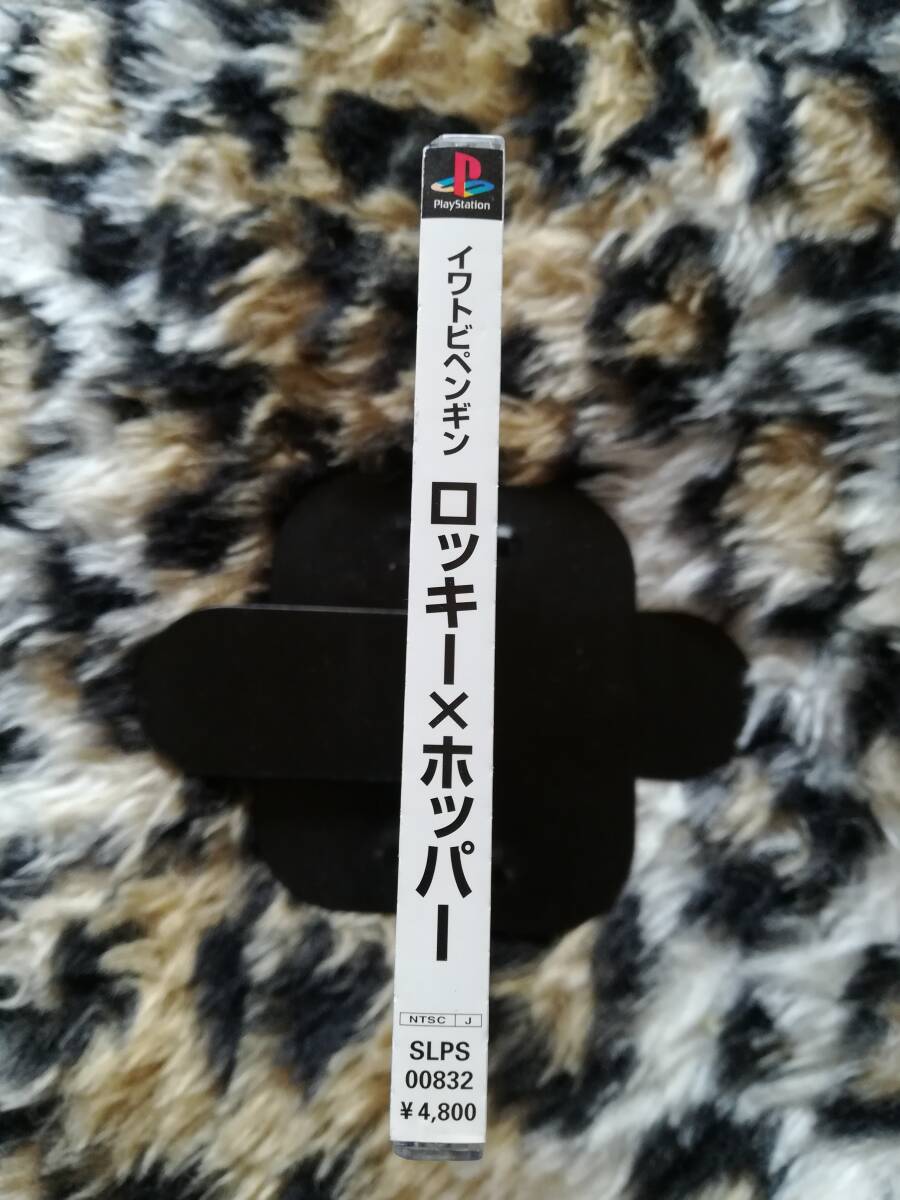 PlayStation
イワトビペンギン
ロッキー×ホッパー
NTSC J
SLPS
00832
¥4,800